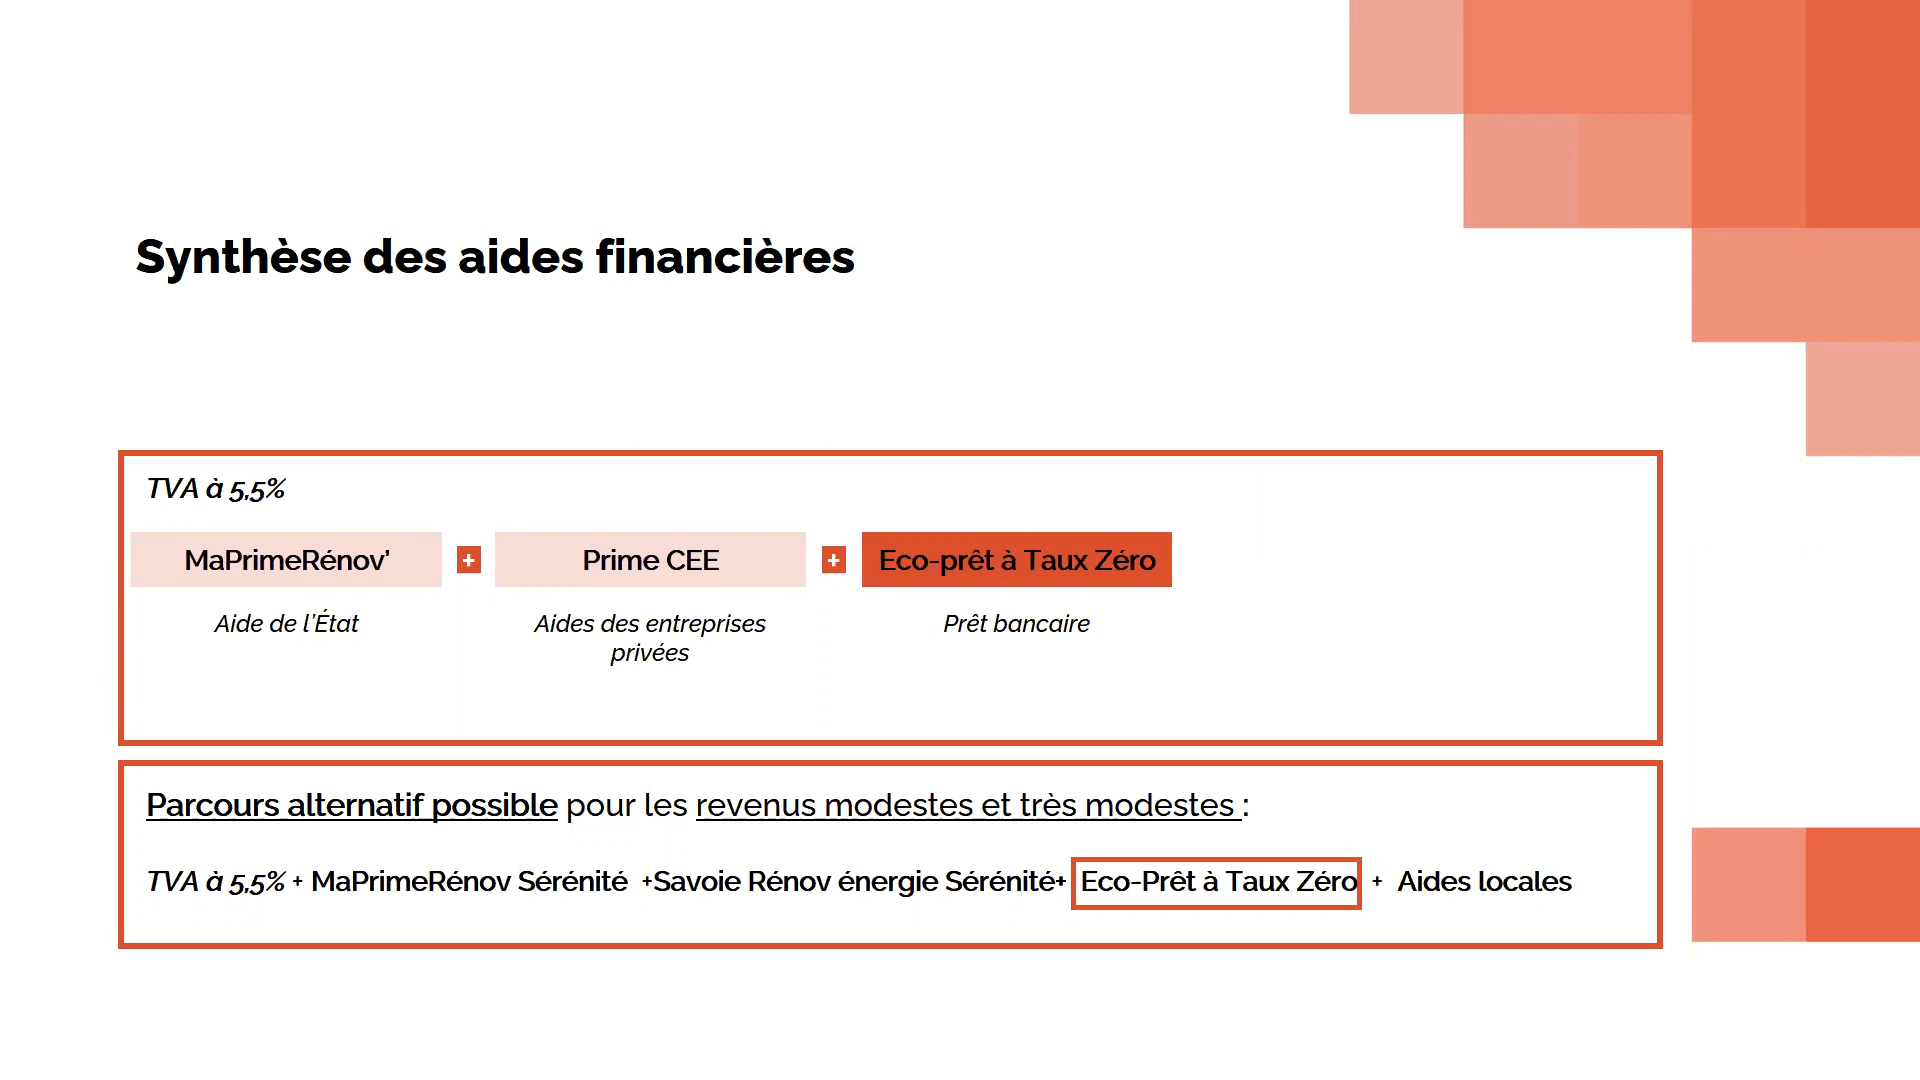 Synthèse des aides financières
TVA à 5,5%
MaPrimeRénov’ + Prime CEE + Eco-prêt à Taux Zéro
Aide de l’État Aides des entreprises privées Prêt bancaire
Parcours alternatif possible pour les revenus modestes et très modestes :
TVA à 5,5% + MaPrimeRénov Sérénité +Savoie Rénov énergie Sérénité+ Eco-Prêt à Taux Zéro + Aides locales